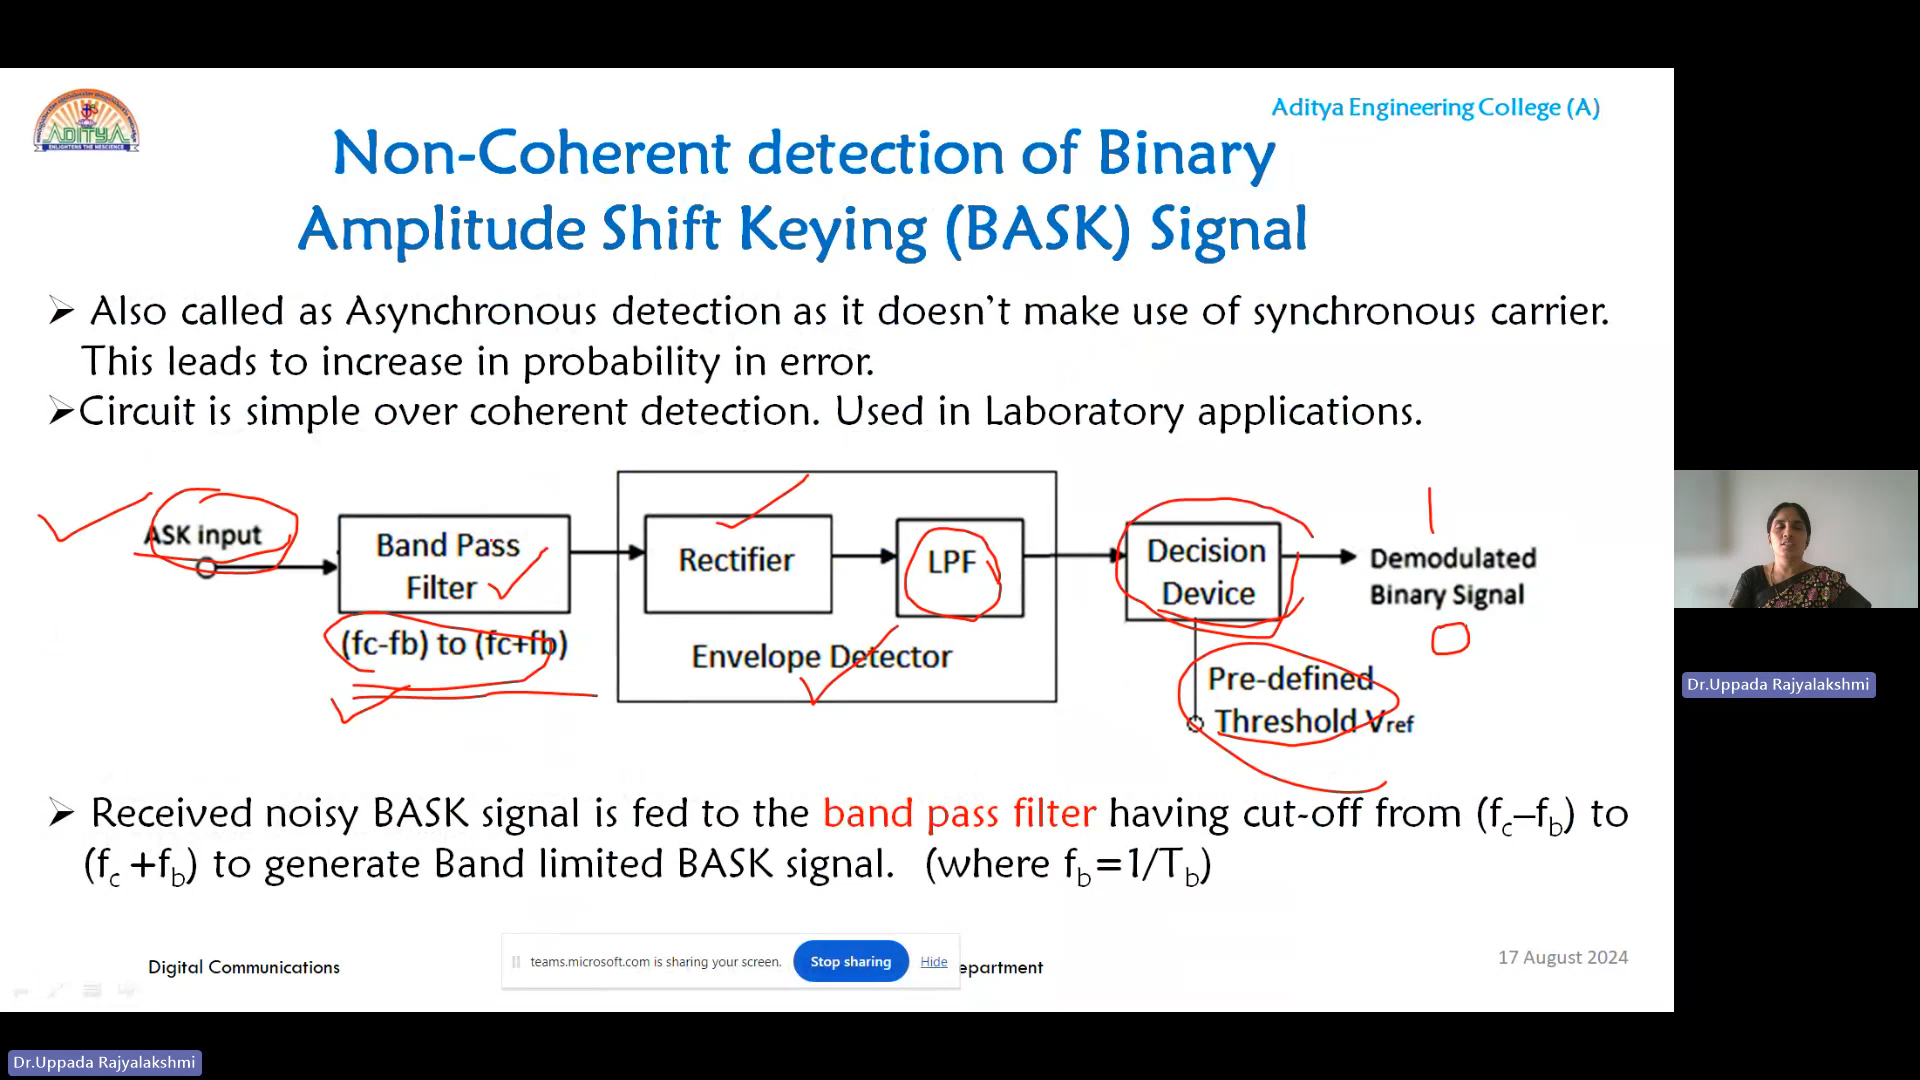 Aditya Engineering College (A)
ADITYA
ENLIGHTENS THE NESCIENCE
Non-Coherent detection of Binary
Amplitude Shift Keying (BASK) Signal
➢ Also called as Asynchronous detection as it doesn't make use of synchronous carrier.
This leads to increase in probability in error.
➢Circuit is simple over coherent detection. Used in Laboratory applications.
ASK input
Band Pass
Filter
(fc-fb) to (fc+fb)
Rectifier
LPF
Envelope Detector
Decision
Device
Pre-defined
Threshold Vref
1
Demodulated
Binary Signal
0
➢ Received noisy BASK signal is fed to the band pass filter having cut-off from (fc–fb) to
(fc +fb) to generate Band limited BASK signal. (where fb=1/Tb)
Digital Communications
teams.microsoft.com is sharing your screen.
Stop sharing
Hide
epartment
17 August 2024
Dr.Uppada Rajyalakshmi
Dr.Uppada Rajyalakshmi